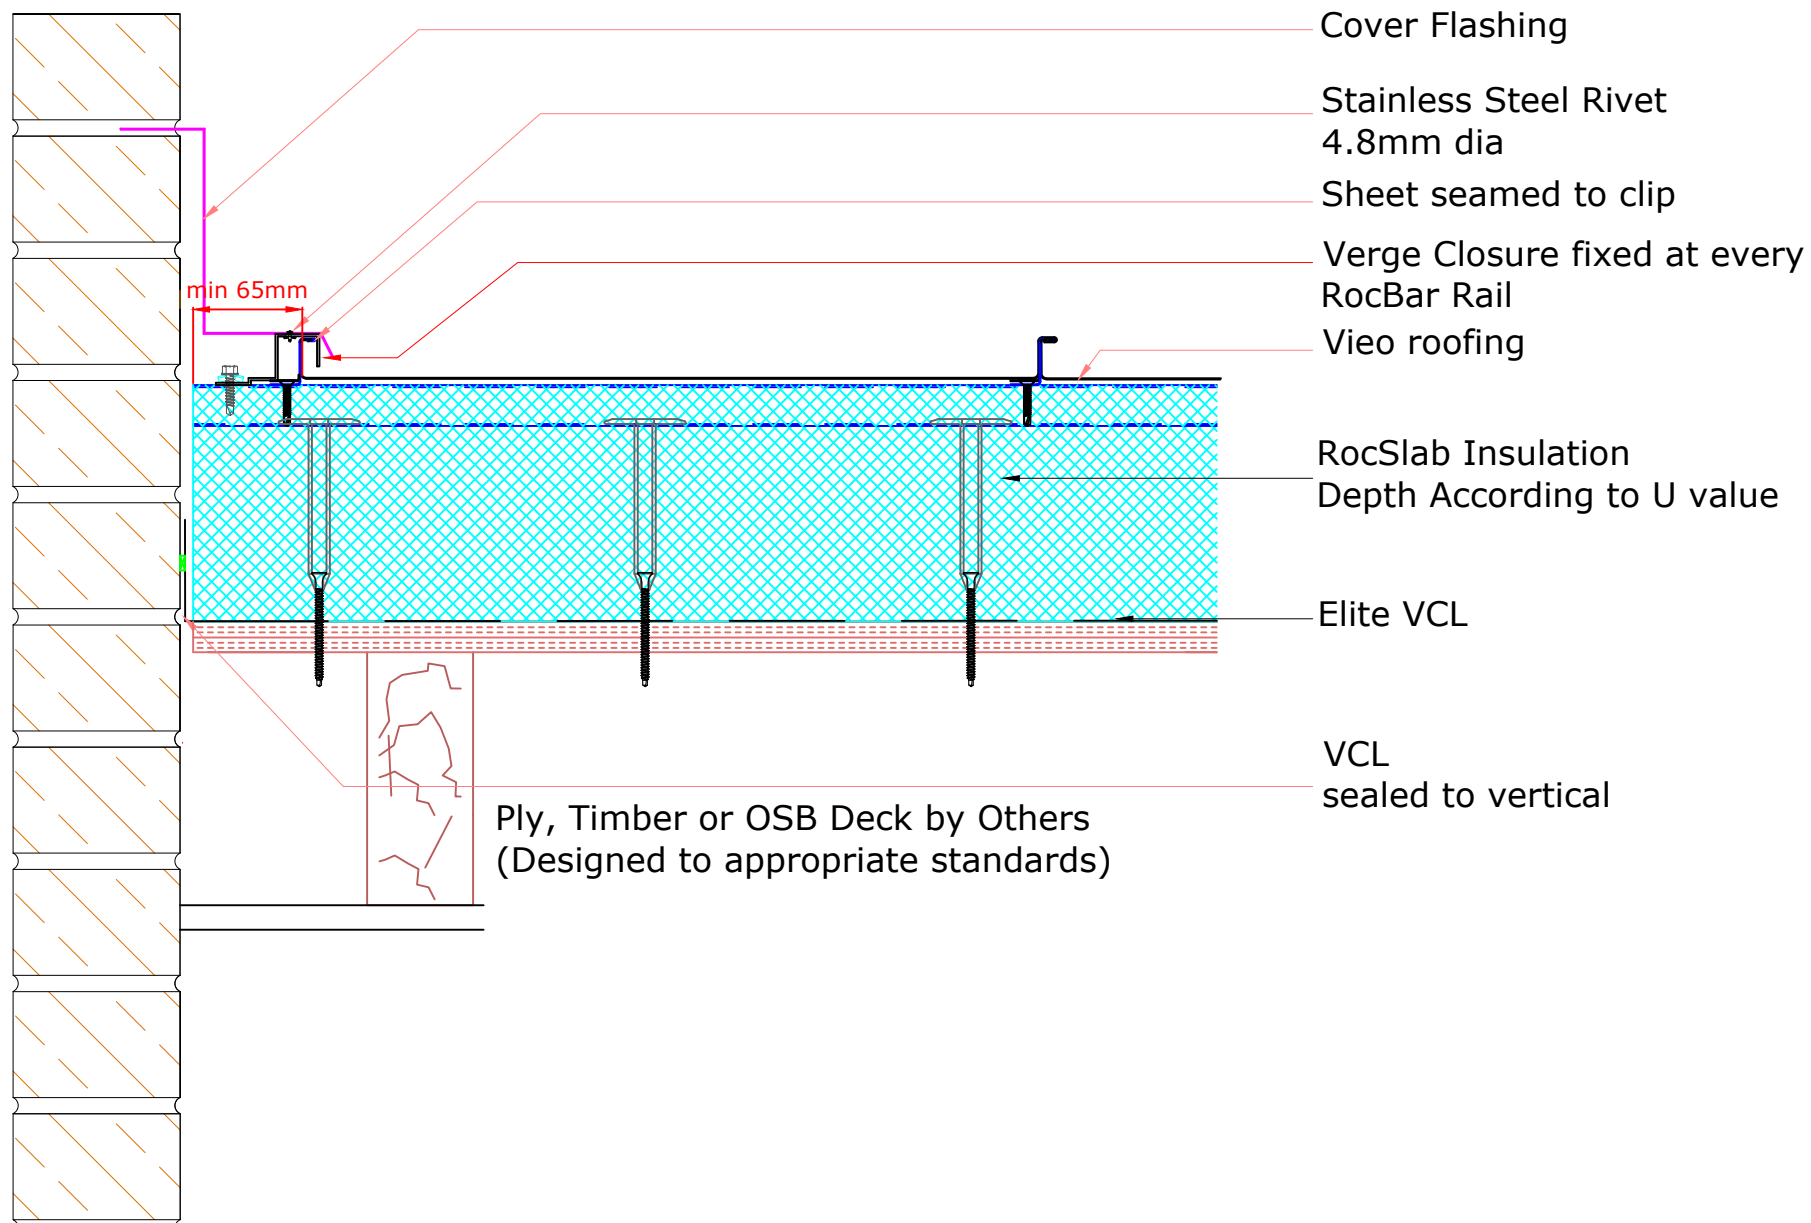 Cover Flashing
Stainless Steel Rivet
4.8mm dia
Sheet seamed to clip
Verge Closure fixed at every
RocBar Rail
min 65mm
Vieo roofing
RocSlab Insulation
Depth According to U value
Elite VCL
VCL
sealed to vertical
Ply, Timber or OSB Deck by Others
(Designed to appropriate standards)